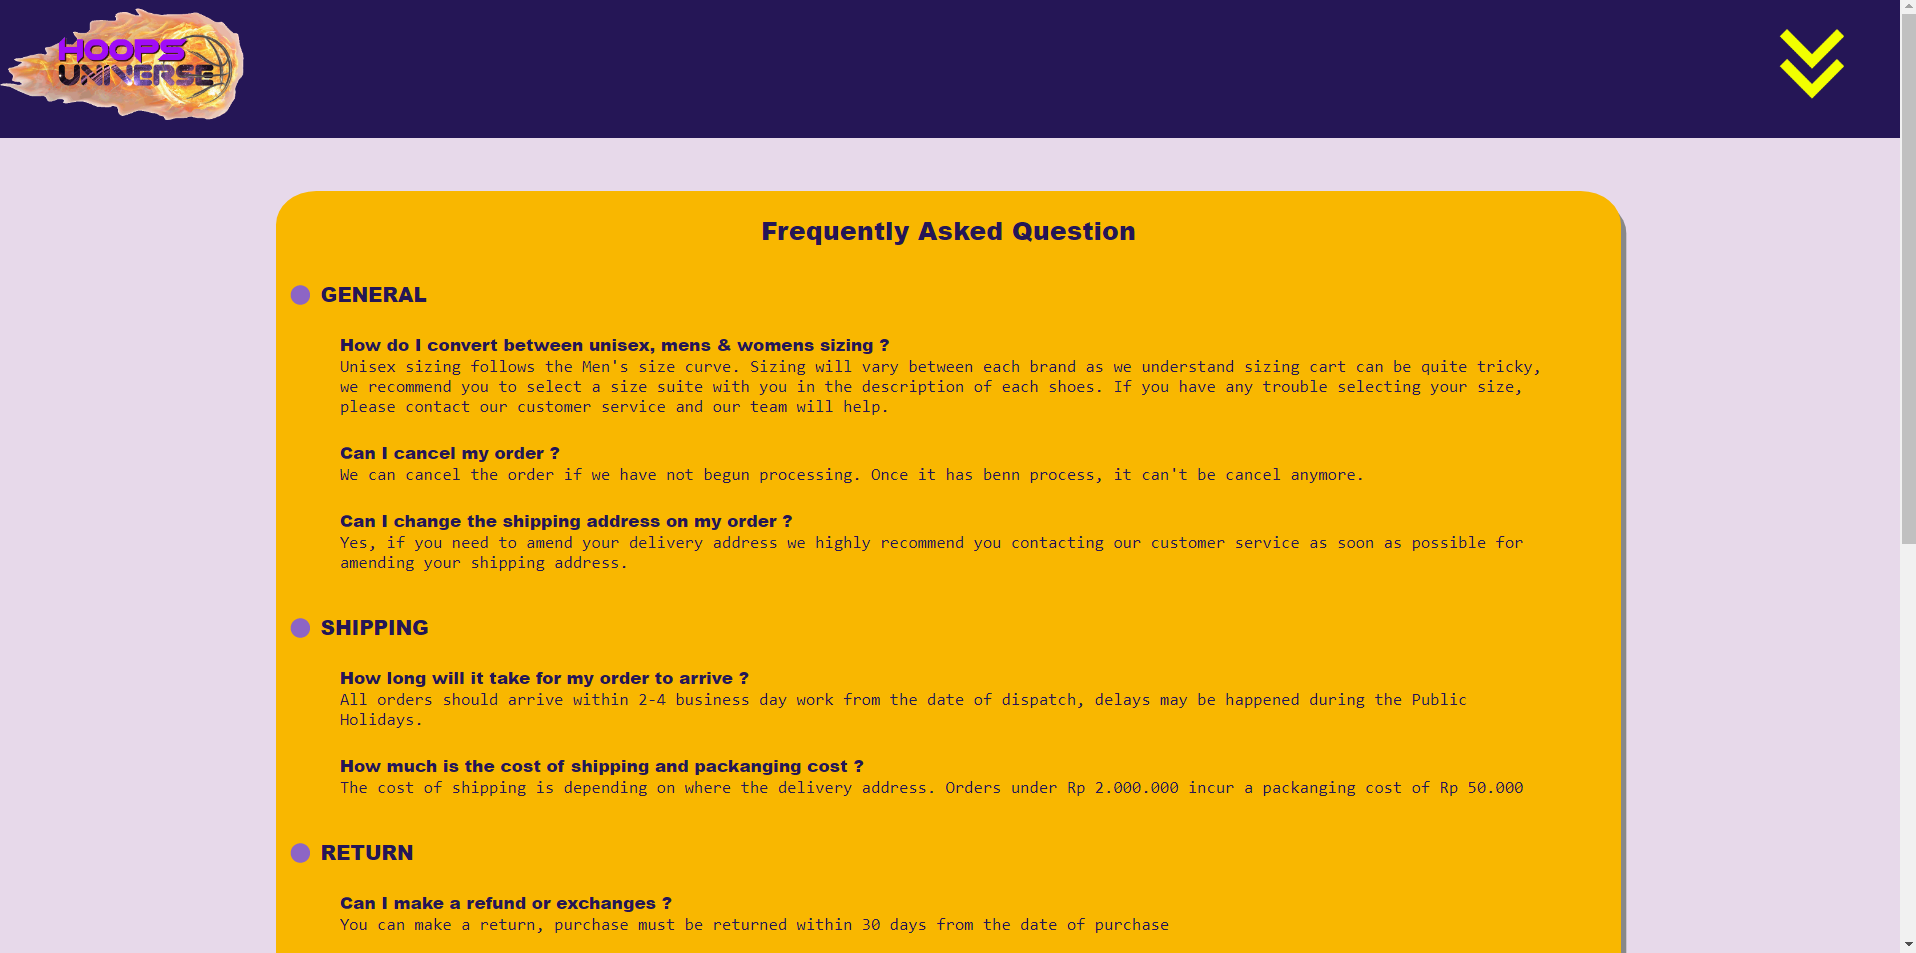 HOOPS
UNIVERSE
Frequently Asked Question
GENERAL
How do I convert between unisex, mens & womens sizing ?
Unisex sizing follows the Men's size curve. Sizing will vary between each brand as we understand sizing cart can be quite tricky,
we recommend you to select a size suite with you in the description of each shoes. If you have any trouble selecting your size,
please contact our customer service and our team will help.
Can I cancel my order ?
We can cancel the order if we have not begun processing. Once it has benn process, it can't be cancel anymore.
Can I change the shipping address on my order ?
Yes, if you need to amend your delivery address we highly recommend you contacting our customer service as soon as possible for
amending your shipping address.
SHIPPING
How long will it take for my order to arrive ?
All orders should arrive within 2-4 business day work from the date of dispatch, delays may be happened during the Public
Holidays.
How much is the cost of shipping and packanging cost ?
The cost of shipping is depending on where the delivery address. Orders under Rp 2.000.000 incur a packanging cost of Rp 50.000
RETURN
Can I make a refund or exchanges ?
You can make a return, purchase must be returned within 30 days from the date of purchase